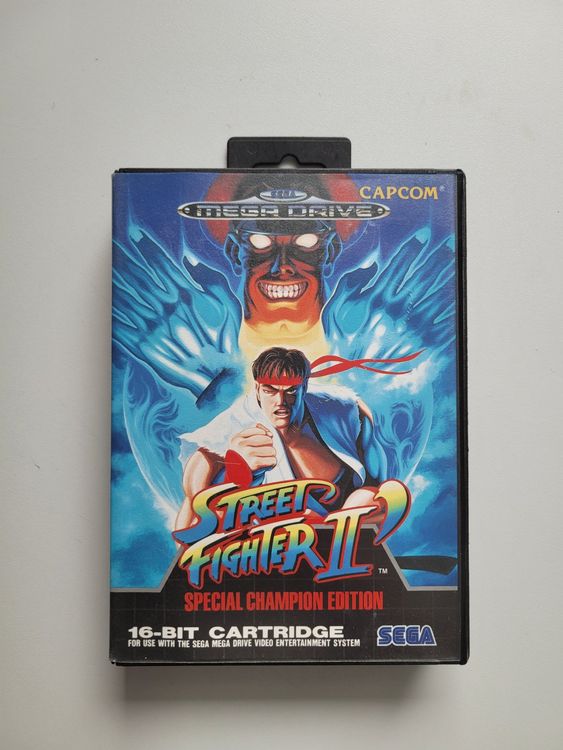 SEGA
CAPCOM®
MEGA DRIVE
STREET
FIGHTER II'
TM
SPECIAL CHAMPION EDITION
16-BIT CARTRIDGE
FOR USE WITH THE SEGA MEGA DRIVE VIDEO ENTERTAINMENT SYSTEM
SEGA